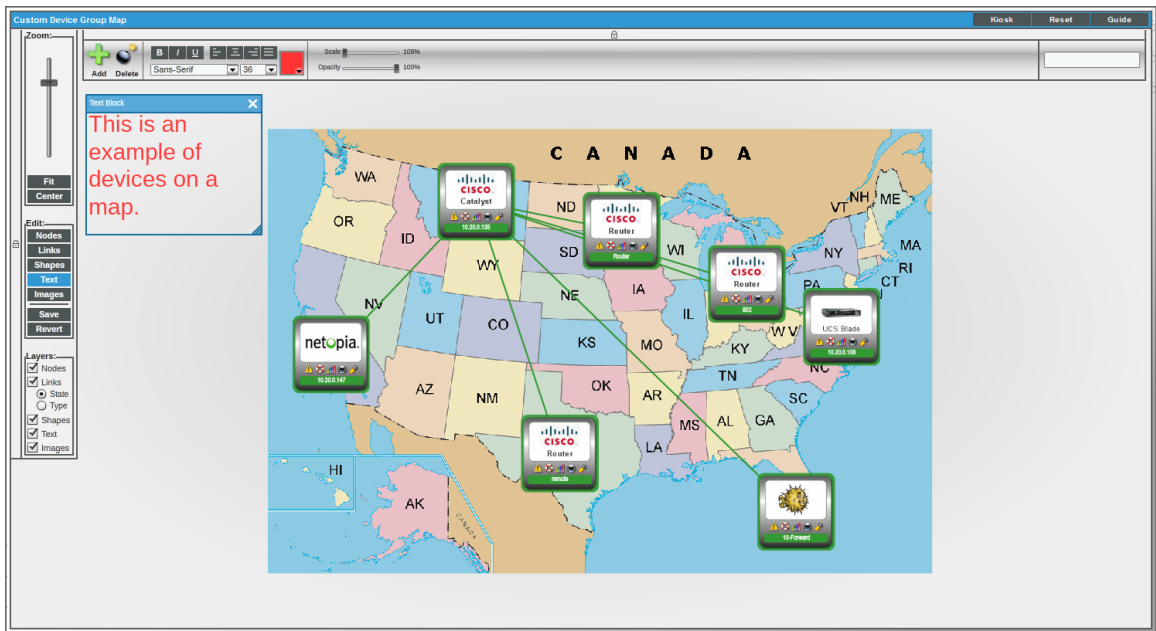 Custom Device Group Map
Kiosk Reset Guide
Zoom:
Fit
Center
Edit:
Nodes
Links
Shapes
Text
Images
Save
Revert
Layers:
Nodes
Links
State
Type
Shapes
Text
Images
Add Delete
B I U
Sans-Serif 36
Scale 109%
Opacity 100%
Text Block
This is an
example of
devices on a
map.
CANADA
WA
OR
ID
NV
WY
UT
CO
AZ
NM
ND
SD
NE
KS
OK
IA
MO
AR
LA
WI
IL
KY
TN
MS
AL
GA
SC
NC
W V
PA
NY
VT
NH
ME
MA
RI
CT
HI
AK
CANADA
CISCO
Catalyst
10.20.0.135
CISCO
Router
Router
CISCO
Router
802
UCS Blade
10.20.0.108
netopia.
10.20.0.147
CISCO
Router
remote
10-Forward